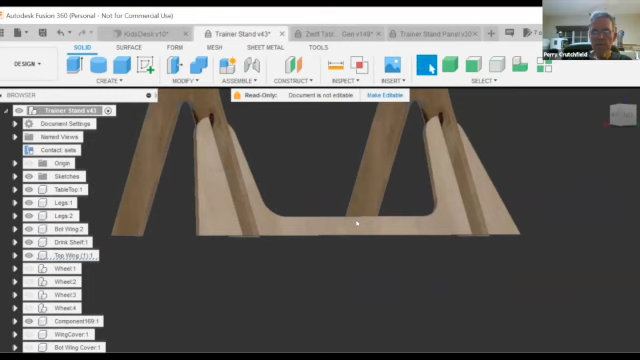 Autodesk Fusion 360 (Personal - Not for Commercial Use)
KidsDesk v10*
Trainer Stand v43*
Zwift Tabl.. Gen v149*
Trainer Stand Panel v30
Perry Crutchfield
SOLID SURFACE FORM MESH SHEET METAL TOOLS
DESIGN
CREATE MODIFY ASSEMBLE CONSTRUCT INSPECT INSERT SELECT
BROWSER
Read-Only: Document is not editable Make Editable
Trainer Stand v43
Document Settings
Named Views
Contact: sets
Origin
Sketches
TableTop:1
Legs:1
Legs:2
Bot Wing:2
Drink Shelf:1
Top Wing (1):1
Wheel:1
Wheel:2
Wheel:3
Wheel:4
Component169:1
WingCover:1
Bot Wing Cover:1